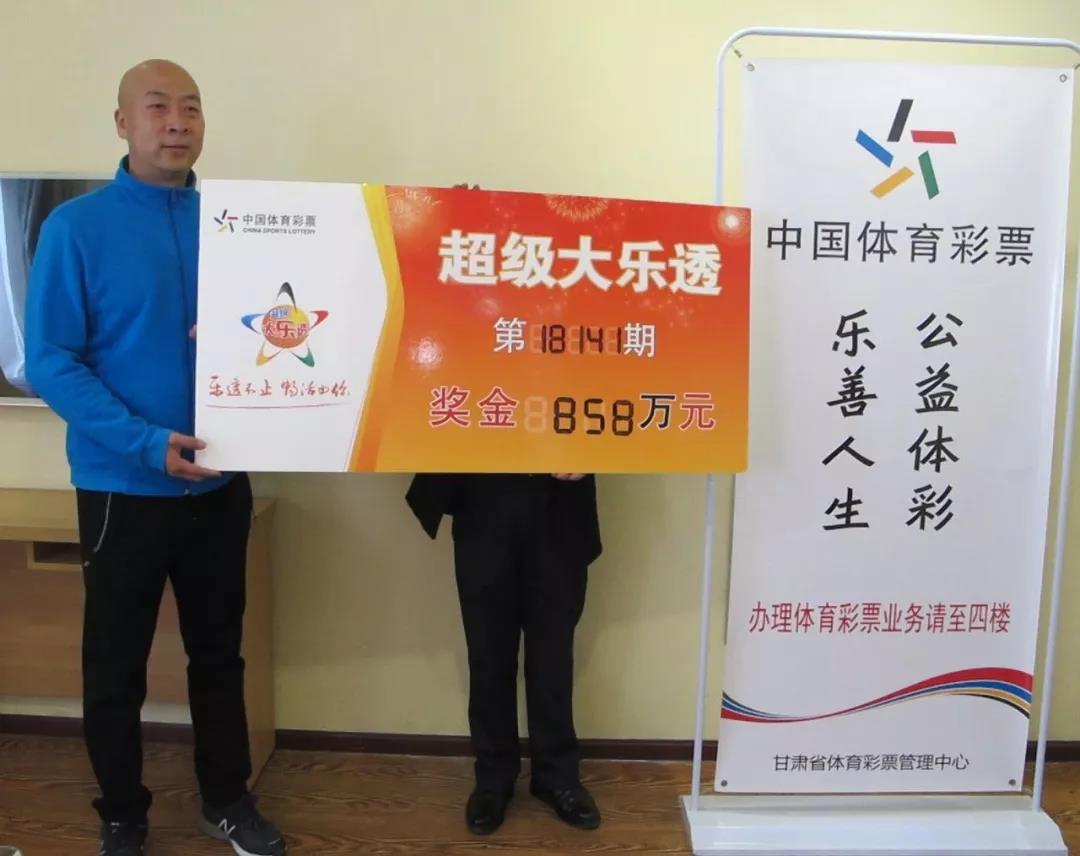 中国体育彩票
CHINA SPORTS LOTTERY
超级
大乐透
乐透不止 畅活由你
超级大乐透
第18141期
奖金858万元
中国体育彩票
公益体彩
乐善人生
办理体育彩票业务请至四楼
甘肃省体育彩票管理中心
N